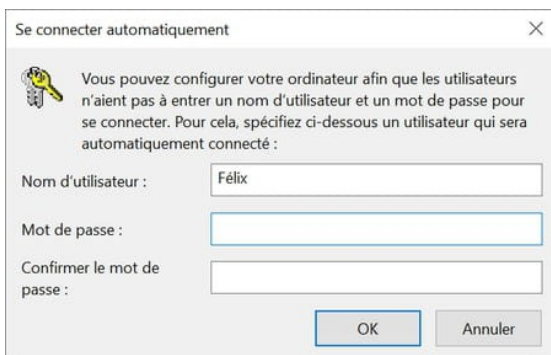 Se connecter automatiquement
Vous pouvez configurer votre ordinateur afin que les utilisateurs
n'aient pas à entrer un nom d'utilisateur et un mot de passe pour
se connecter. Pour cela, spécifiez ci-dessous un utilisateur qui sera
automatiquement connecté :
Nom d'utilisateur :
Félix
Mot de passe :
Confirmer le mot de
passe :
OK
Annuler